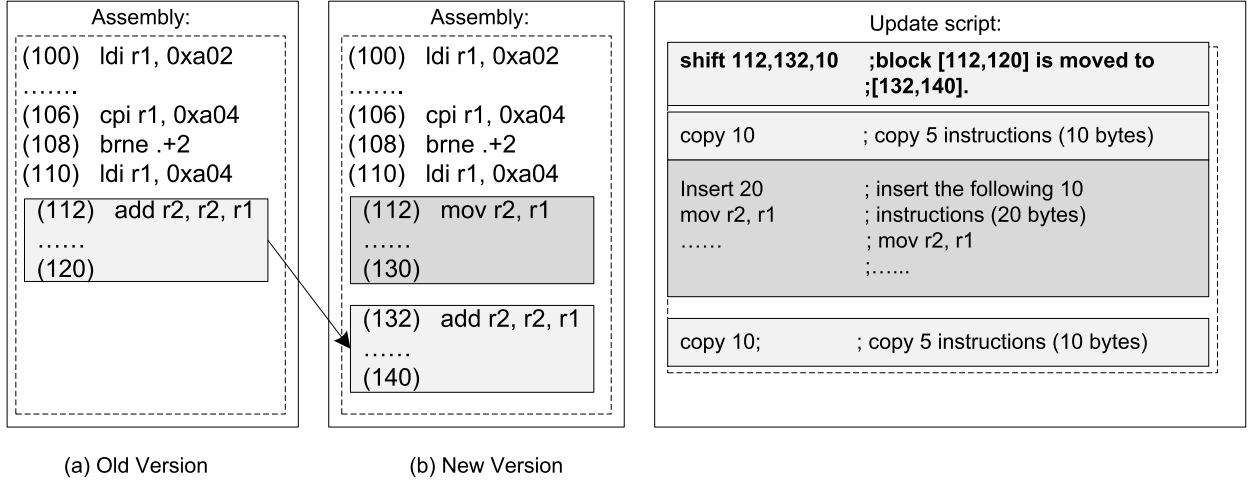 Assembly:
(100) ldi r1, 0xa02
.......
(106) cpi r1, 0xa04
(108) brne .+2
(110) ldi r1, 0xa04
(112) add r2, r2, r1
......
(120)
(a) Old Version
Assembly:
(100) ldi r1, 0xa02
.......
(106) cpi r1, 0xa04
(108) brne .+2
(110) ldi r1, 0xa04
(112) mov r2, r1
......
(130)
(132) add r2, r2, r1
......
(140)
(b) New Version
Update script:
shift 112,132,10 ;block [112,120] is moved to
;[132,140].
copy 10 ; copy 5 instructions (10 bytes)
Insert 20 ; insert the following 10
mov r2, r1 ; instructions (20 bytes)
...... ; mov r2, r1
;......
copy 10; ; copy 5 instructions (10 bytes)